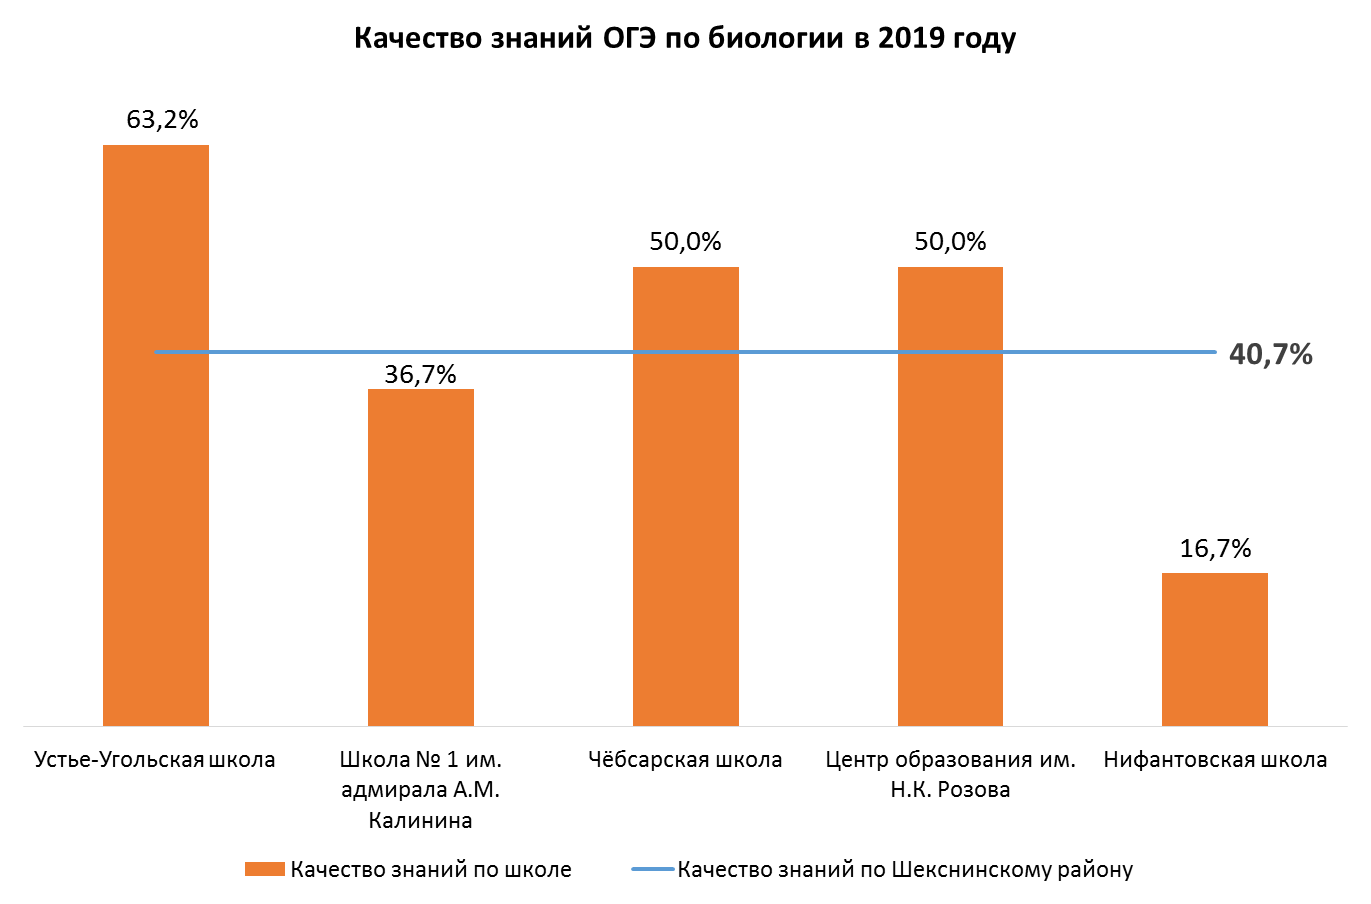 Качество знаний ОГЭ по биологии в 2019 году
63,2%
50,0%
50,0%
40,7%
36,7%
16,7%
Устье-Угольская школа
Школа № 1 им.
адмирала А.М.
Калинина
Чёбсарская школа
Центр образования им.
Н.К. Розова
Нифантовская школа
Качество знаний по школе
Качество знаний по Шекснинскому району